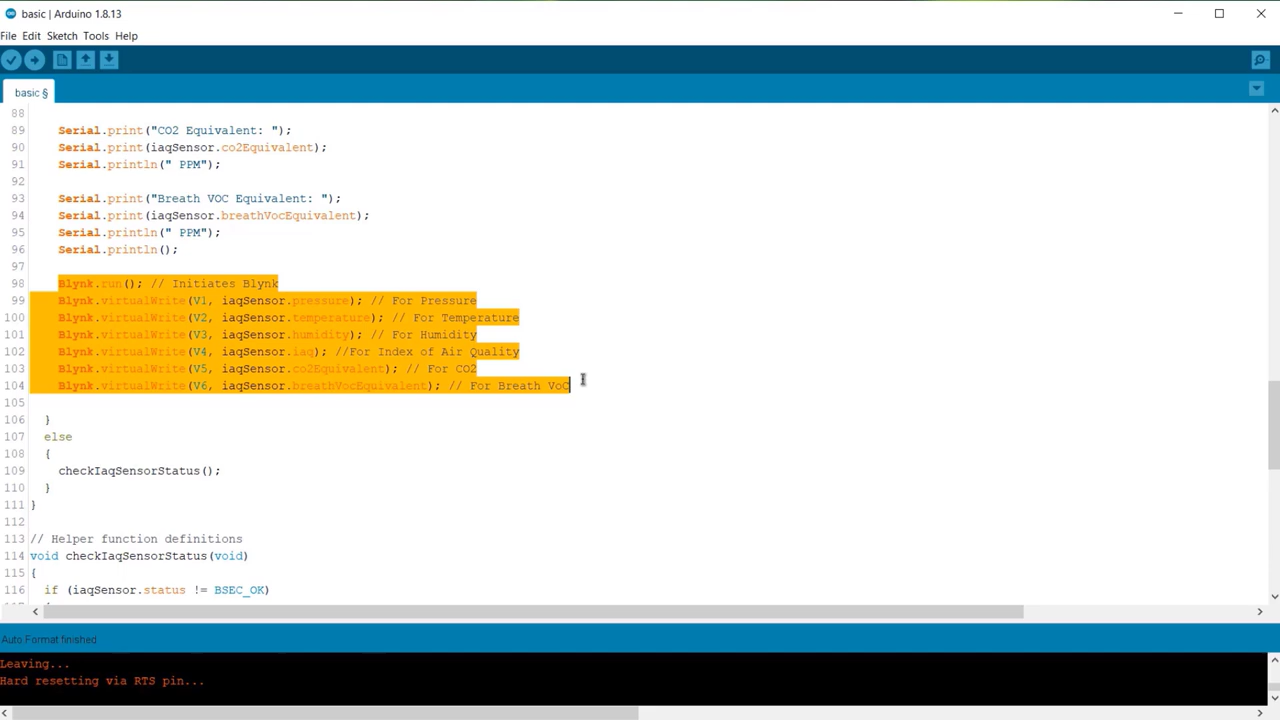 basic | Arduino 1.8.13
File Edit Sketch Tools Help
basic §
88
89 Serial.print("CO2 Equivalent: ");
90 Serial.print(iaqSensor.co2Equivalent);
91 Serial.println(" PPM");
92
93 Serial.print("Breath VOC Equivalent: ");
94 Serial.print(iaqSensor.breathVocEquivalent);
95 Serial.println(" PPM");
96 Serial.println();
97
98 Blynk.run(); // Initiates Blynk
99 Blynk.virtualWrite(V1, iaqSensor.pressure); // For Pressure
100 Blynk.virtualWrite(V2, iaqSensor.temperature); // For Temperature
101 Blynk.virtualWrite(V3, iaqSensor.humidity); // For Humidity
102 Blynk.virtualWrite(V4, iaqSensor.iaq); //For Index of Air Quality
103 Blynk.virtualWrite(V5, iaqSensor.co2Equivalent); // For CO2
104 Blynk.virtualWrite(V6, iaqSensor.breathVocEquivalent); // For Breath VoC
105
106 }
107 else
108 {
109 checkIaqSensorStatus();
110 }
111 }
112
113 // Helper function definitions
114 void checkIaqSensorStatus(void)
115 {
116 if (iaqSensor.status != BSEC_OK)
Auto Format finished
Leaving...
Hard resetting via RTS pin...